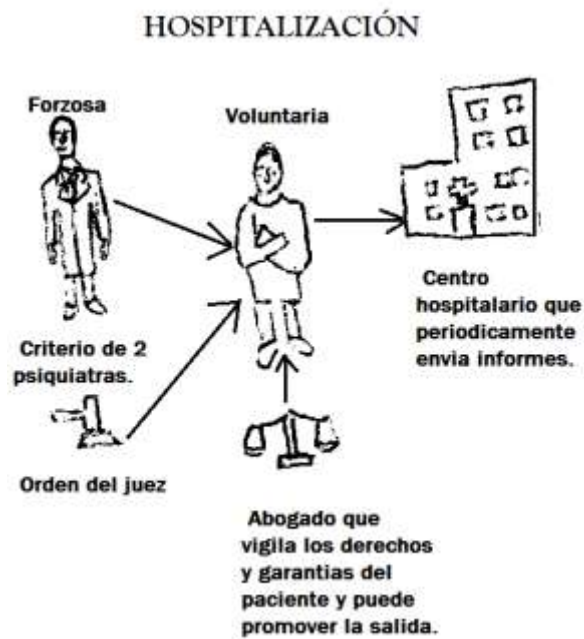 HOSPITALIZACIÓN
Forzosa
Voluntaria
Criterio de 2
psiquiatras.
Orden del juez
Centro
hospitalario que
periodicamente
envia informes.
Abogado que
vigila los derechos
y garantias del
paciente y puede
promover la salida.